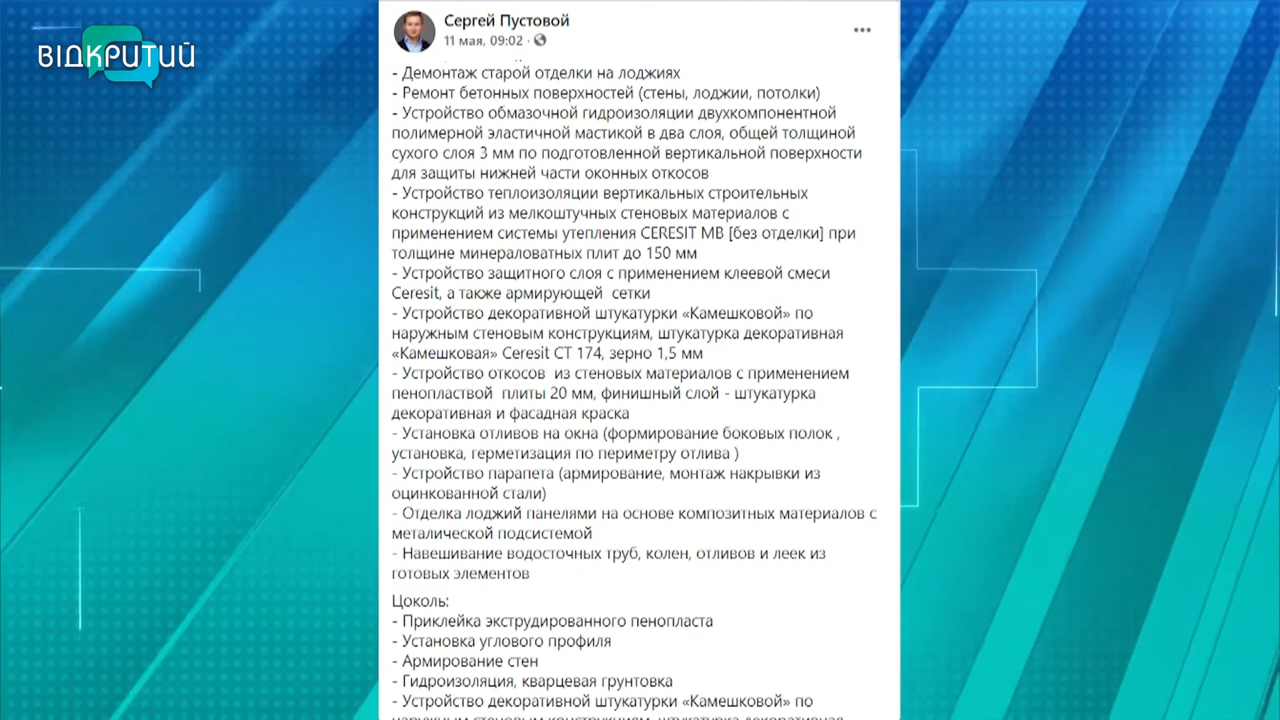 ВІДКРИТИЙ
Сергей Пустовой
11 мая, 09:02 ·
- Демонтаж старой отделки на лоджиях
- Ремонт бетонных поверхностей (стены, лоджии, потолки)
- Устройство обмазочной гидроизоляции двухкомпонентной
полимерной эластичной мастикой в два слоя, общей толщиной
сухого слоя 3 мм по подготовленной вертикальной поверхности
для защиты нижней части оконных откосов
- Устройство теплоизоляции вертикальных строительных
конструкций из мелкоштучных стеновых материалов с
применением системы утепления CERESIT MB [без отделки] при
толщине минераловатных плит до 150 мм
- Устройство защитного слоя с применением клеевой смеси
Ceresit, а также армирующей  сетки
- Устройство декоративной штукатурки «Камешковой» по
наружным стеновым конструкциям, штукатурка декоративная
«Камешковая» Ceresit CT 174, зерно 1,5 мм
- Устройство откосов  из стеновых материалов с применением
пенопластвой  плиты 20 мм, финишный слой - штукатурка
декоративная и фасадная краска
- Установка отливов на окна (формирование боковых полок ,
установка, герметизация по периметру отлива )
- Устройство парапета (армирование, монтаж накрывки из
оцинкованной стали)
- Отделка лоджий панелями на основе композитных материалов с
металической подсистемой
- Навешивание водосточных труб, колен, отливов и леек из
готовых элементов
Цоколь:
- Приклейка экструдированного пенопласта
- Установка углового профиля
- Армирование стен
- Гидроизоляция, кварцевая грунтовка
- Устройство декоративной штукатурки «Камешковой» по
наружным стеновым конструкциям, штукатурка декоративная